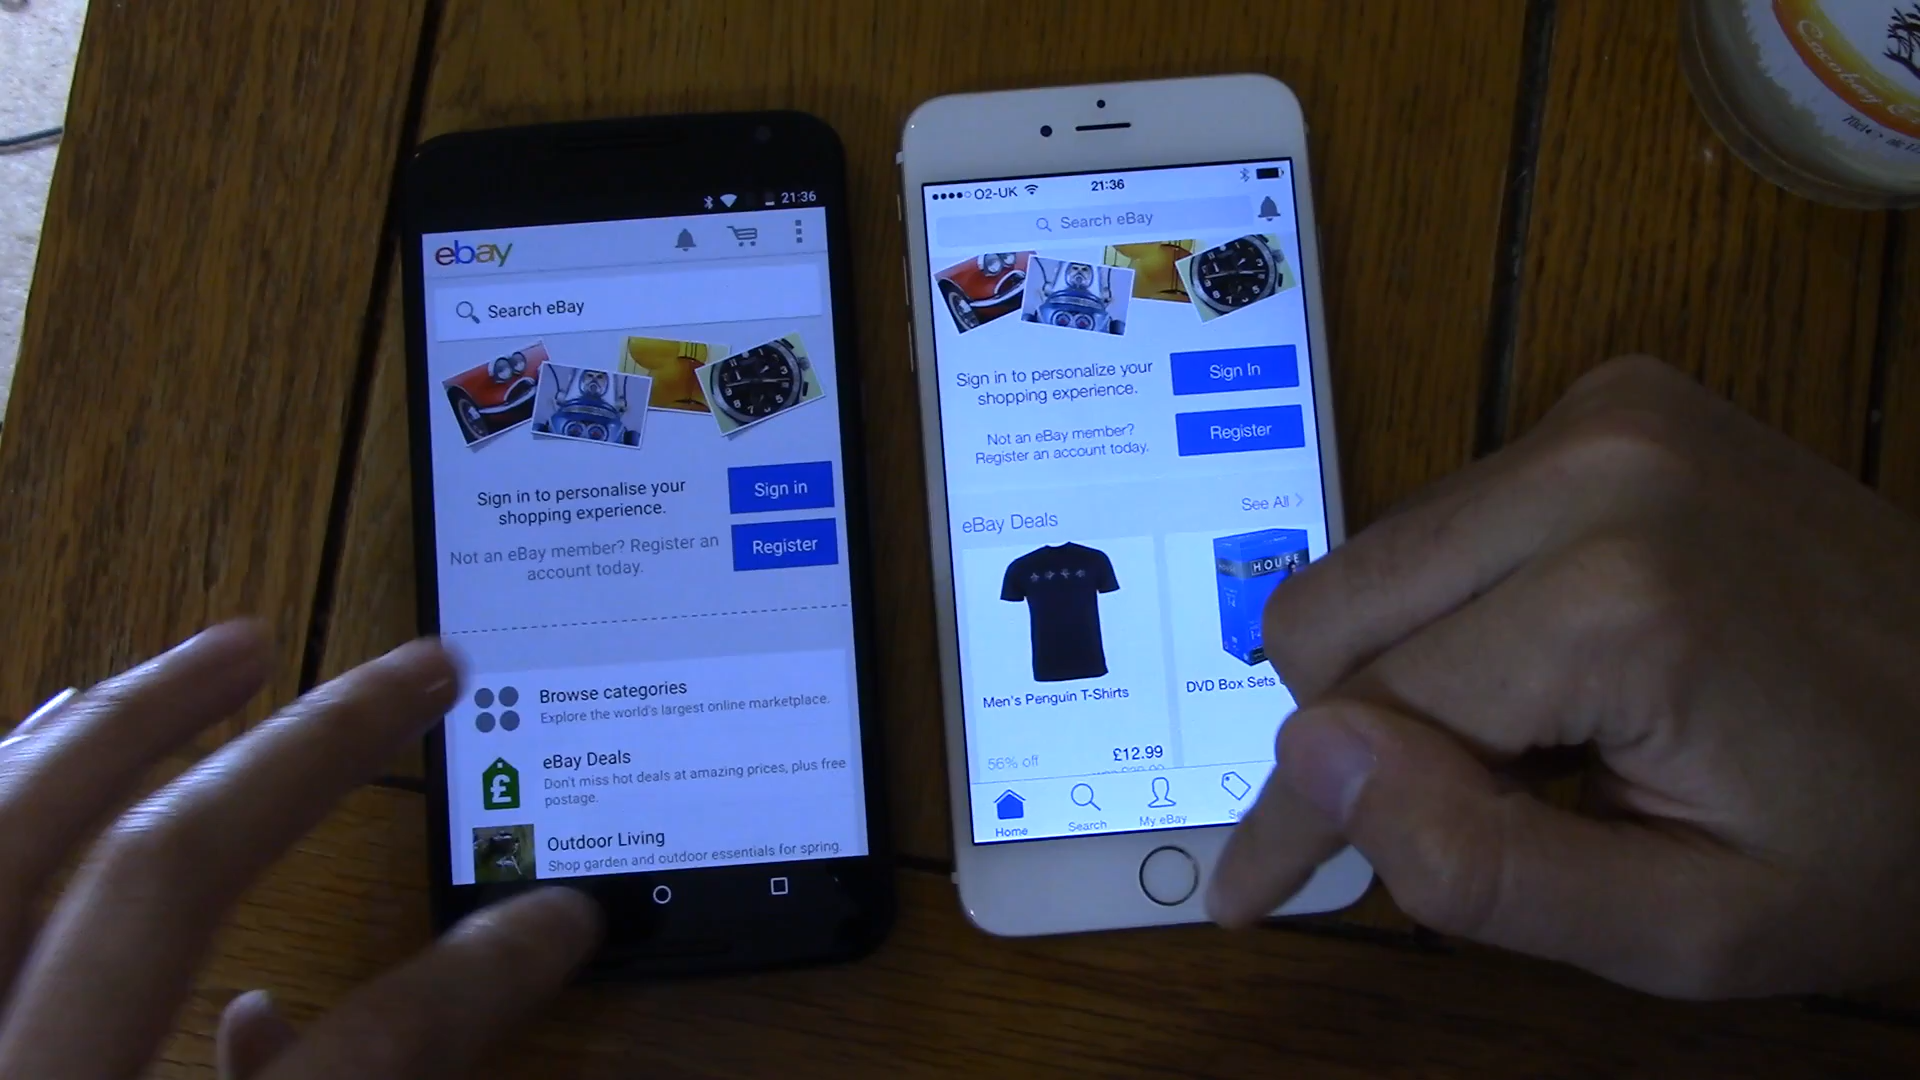 21:36
ebay
Search eBay
Sign in to personalise your
shopping experience.
Sign in
Not an eBay member? Register an
account today.
Register
Browse categories
Explore the world's largest online marketplace.
eBay Deals
Don't miss hot deals at amazing prices, plus free
postage.
£
Outdoor Living
Shop garden and outdoor essentials for spring.
O2-UK
21:36
Search eBay
Sign in to personalize your
shopping experience.
Sign In
Not an eBay member?
Register an account today.
Register
eBay Deals
See All
HOUSE
Men's Penguin T-Shirts
DVD Box Sets
56% off
£12.99
Home
Search
My eBay